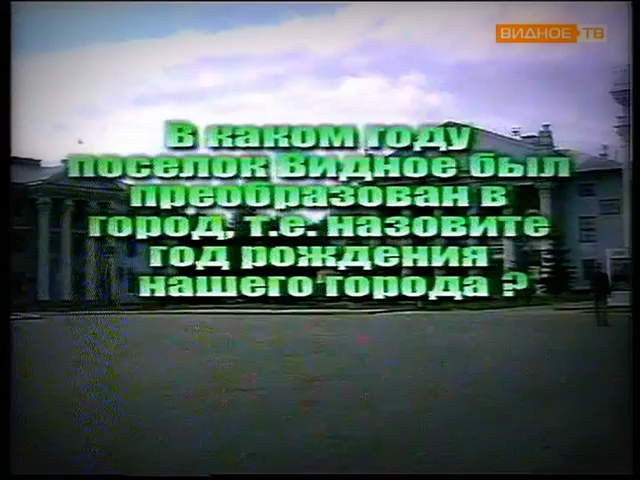 ВИДНОЕ ТВ
В каком году
поселок Видное был
преобразован в
город, т.е. назовите
год рождения
нашего города ?